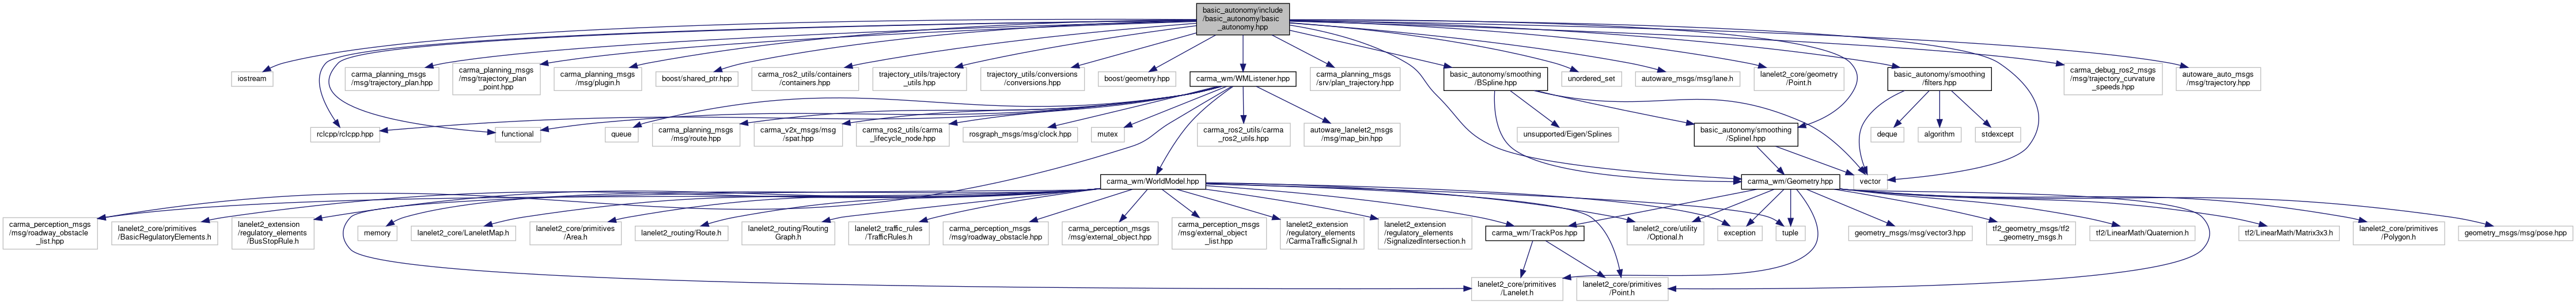 basic_autonomy/include
/basic_autonomy/basic
_autonomy.hpp
iostream
carma_planning_msgs
/msg/trajectory_plan.hpp
carma_planning_msgs
/msg/trajectory_plan
_point.hpp
carma_planning_msgs
/msg/plugin.hpp
boost/shared_ptr.hpp
carma_ros2_utils/containers
/containers.hpp
trajectory_utils/trajectory
_utils.hpp
trajectory_utils/conversions
/conversions.hpp
boost/geometry.hpp
carma_wm/WMListener.hpp
carma_planning_msgs
/srv/plan_trajectory.hpp
basic_autonomy/smoothing
/BSpline.hpp
unordered_set
autoware_msgs/msg/lane.h
lanelet2_core/geometry
/Point.h
basic_autonomy/smoothing
/filters.hpp
carma_debug_ros2_msgs
/msg/trajectory_curvature
_speeds.hpp
autoware_auto_msgs
/msg/trajectory.hpp
rclcpp/rclcpp.hpp
functional
queue
carma_planning_msgs
/msg/route.hpp
carma_v2x_msgs/msg
/spat.hpp
carma_ros2_utils/carma
_lifecycle_node.hpp
rosgraph_msgs/msg/clock.hpp
mutex
carma_ros2_utils/carma
_ros2_utils.hpp
autoware_lanelet2_msgs
/msg/map_bin.hpp
unsupported/Eigen/Splines
basic_autonomy/smoothing
/SplineI.hpp
deque
algorithm
stdexcept
carma_wm/WorldModel.hpp
carma_wm/Geometry.hpp
vector
carma_perception_msgs
/msg/roadway_obstacle
_list.hpp
lanelet2_core/primitives
/BasicRegulatoryElements.h
lanelet2_extension
/regulatory_elements
/BusStopRule.h
memory
lanelet2_core/LaneletMap.h
lanelet2_core/primitives
/Area.h
lanelet2_routing/Route.h
lanelet2_routing/Routing
Graph.h
lanelet2_traffic_rules
/TrafficRules.h
carma_perception_msgs
/msg/roadway_obstacle.hpp
carma_perception_msgs
/msg/external_object.hpp
carma_perception_msgs
/msg/external_object
_list.hpp
lanelet2_extension
/regulatory_elements
/CarmaTrafficSignal.h
lanelet2_extension
/regulatory_elements
/SignalizedIntersection.h
carma_wm/TrackPos.hpp
lanelet2_core/utility
/Optional.h
exception
tuple
geometry_msgs/msg/vector3.hpp
tf2_geometry_msgs/tf2
_geometry_msgs.h
tf2/LinearMath/Quaternion.h
tf2/LinearMath/Matrix3x3.h
lanelet2_core/primitives
/Polygon.h
geometry_msgs/msg/pose.hpp
lanelet2_core/primitives
/Lanelet.h
lanelet2_core/primitives
/Point.h